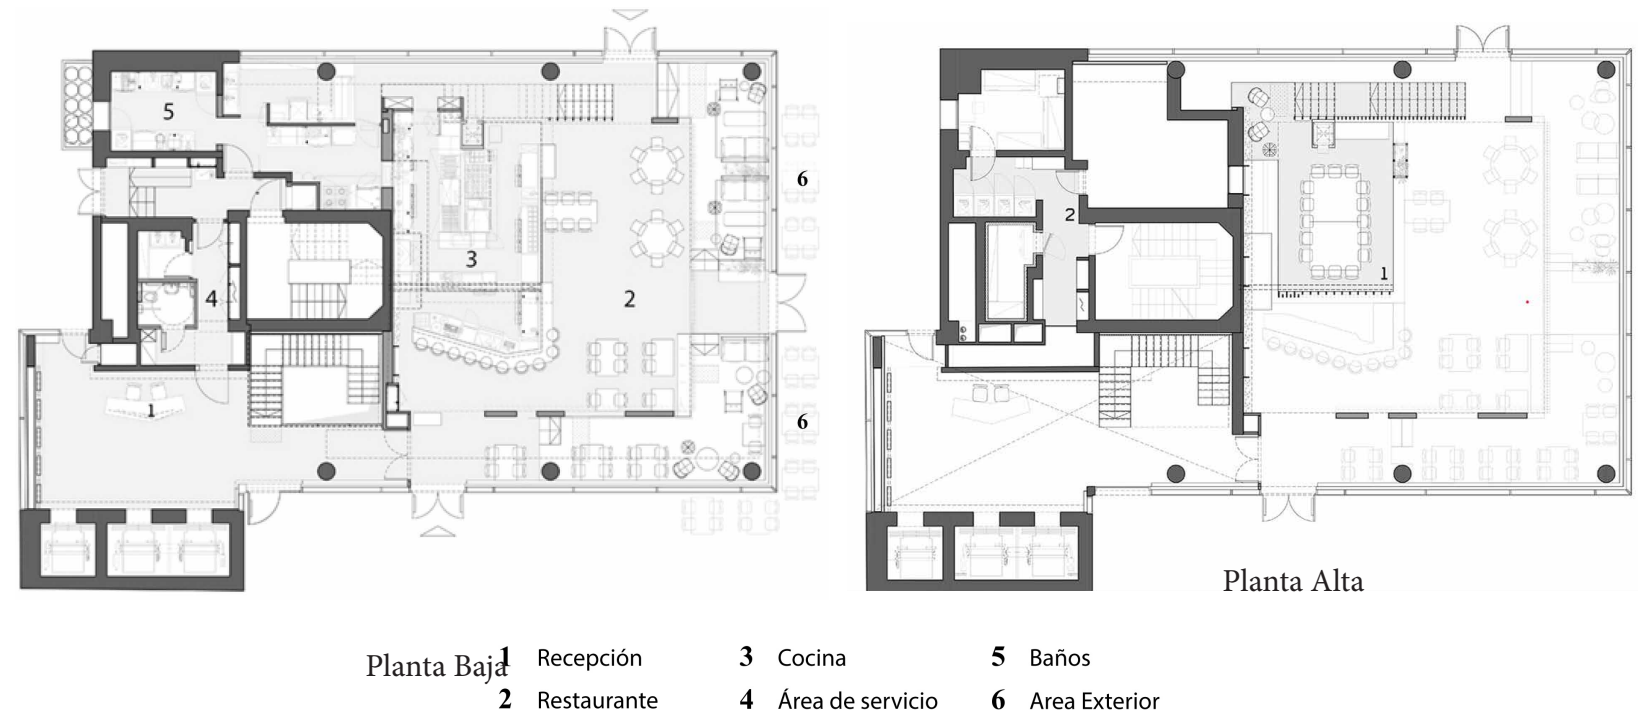 5
6
3
2
4
1
6
2
1
Planta Alta
Planta Baja
1 Recepción
3 Cocina
5 Baños
2 Restaurante
4 Área de servicio
6 Area Exterior